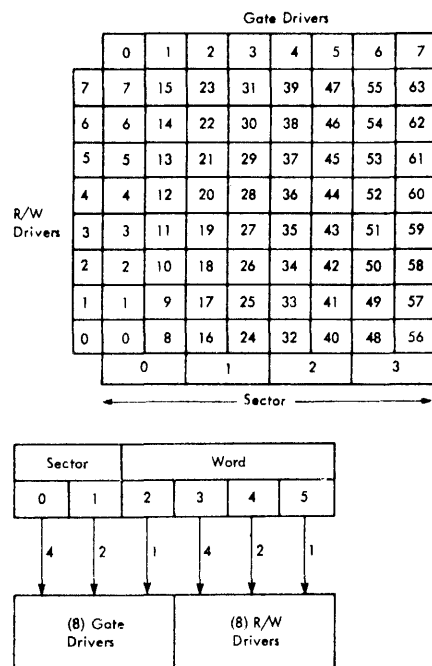 Gate Drivers
0 1 2 3 4 5 6 7
7 7 15 23 31 39 47 55 63
6 6 14 22 30 38 46 54 62
5 5 13 21 29 37 45 53 61
4 4 12 20 28 36 44 52 60
R/W
Drivers
3 3 11 19 27 35 43 51 59
2 2 10 18 26 34 42 50 58
1 1 9 17 25 33 41 49 57
0 0 8 16 24 32 40 48 56
0 1 2 3
Sector
Sector Word
0 1 2 3 4 5
4 2 1 4 2 1
(8) Gate
Drivers
(8) R/W
Drivers